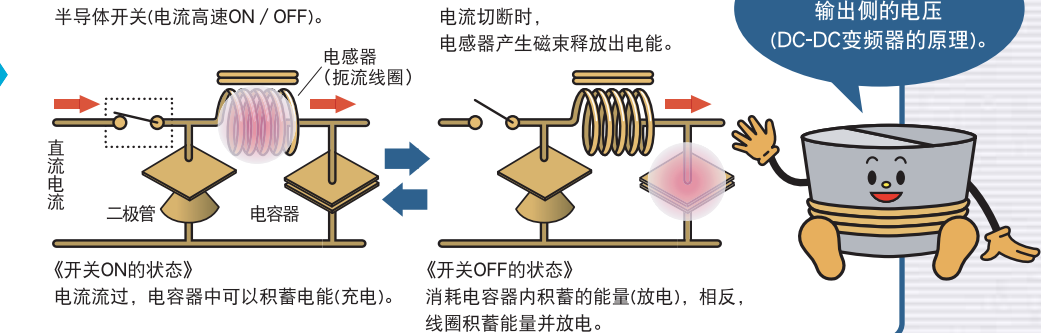 半导体开关(电流高速ON / OFF)。
电感器
(扼流线圈)
直流电流
二极管
电容器
《开关ON的状态》
电流流过，电容器中可以积蓄电能(充电)。
电流切断时，
电感器产生磁束释放出电能。
《开关OFF的状态》
消耗电容器内积蓄的能量(放电)，相反，
线圈积蓄能量并放电。
输出侧的电压
(DC-DC变频器的原理)。